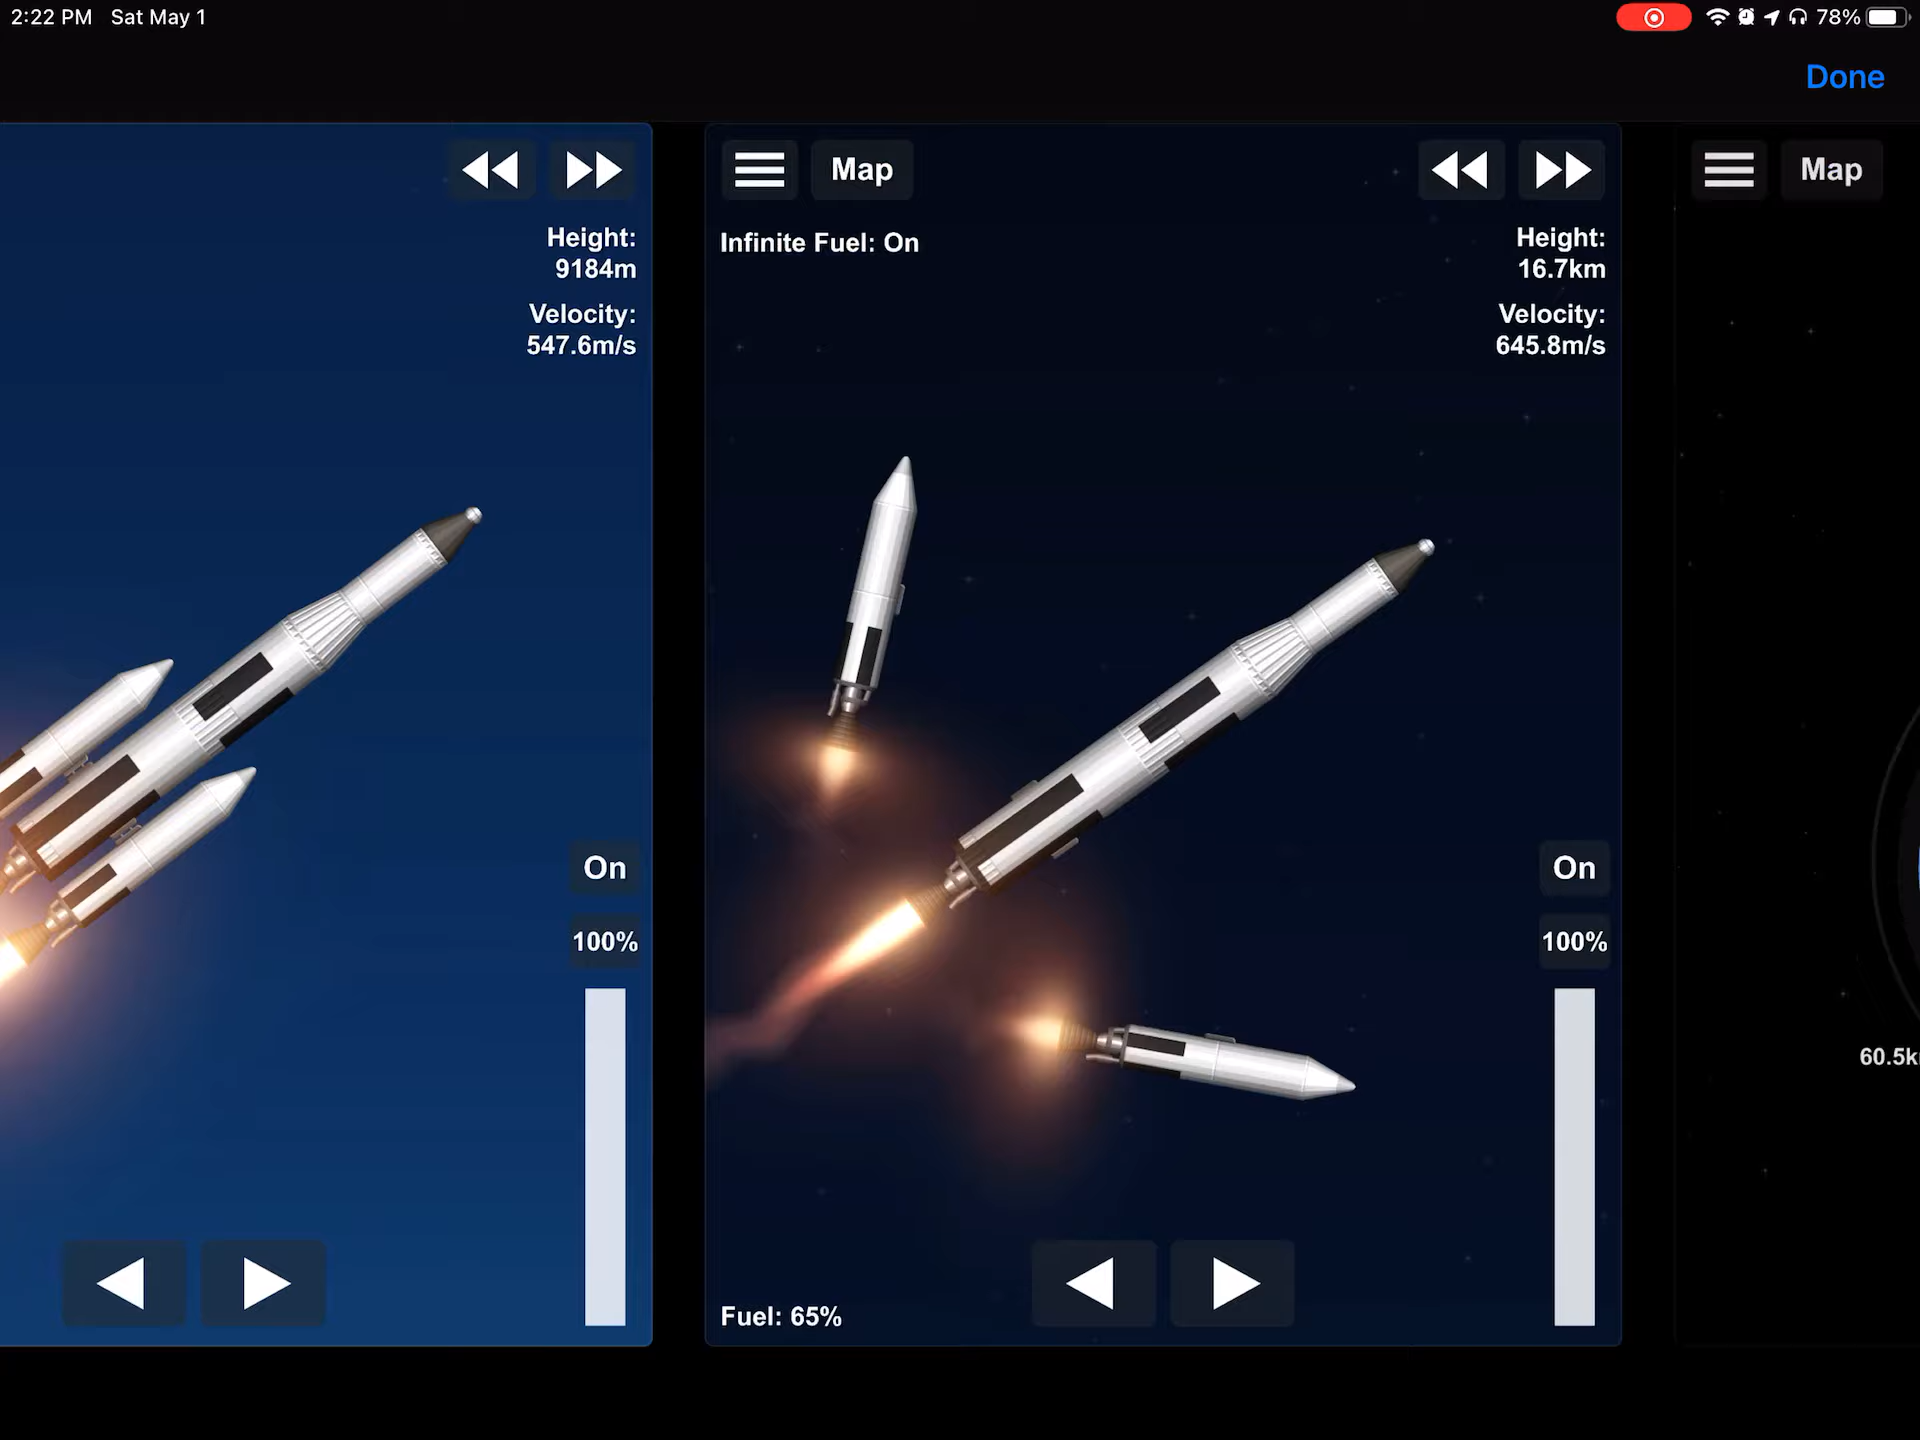 2:22 PM Sat May 1
78%
Done
Height:
9184m
Velocity:
547.6m/s
On
100%
Map
Infinite Fuel: On
Height:
16.7km
Velocity:
645.8m/s
On
100%
Fuel: 65%
Map